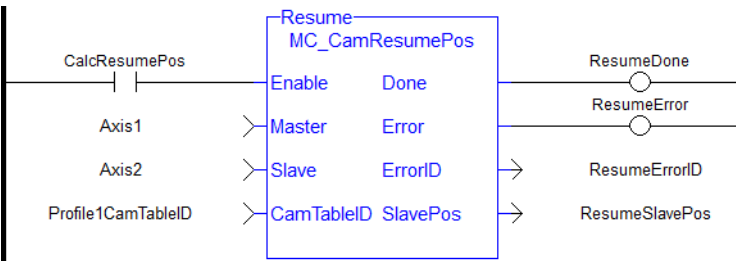 Resume
MC_CamResumePos
CalcResumePos
ResumeDone
Enable Done
ResumeError
Axis1
Master Error
Axis2
Slave ErrorID
ResumeErrorID
Profile1CamTableID
CamTableID SlavePos
ResumeSlavePos